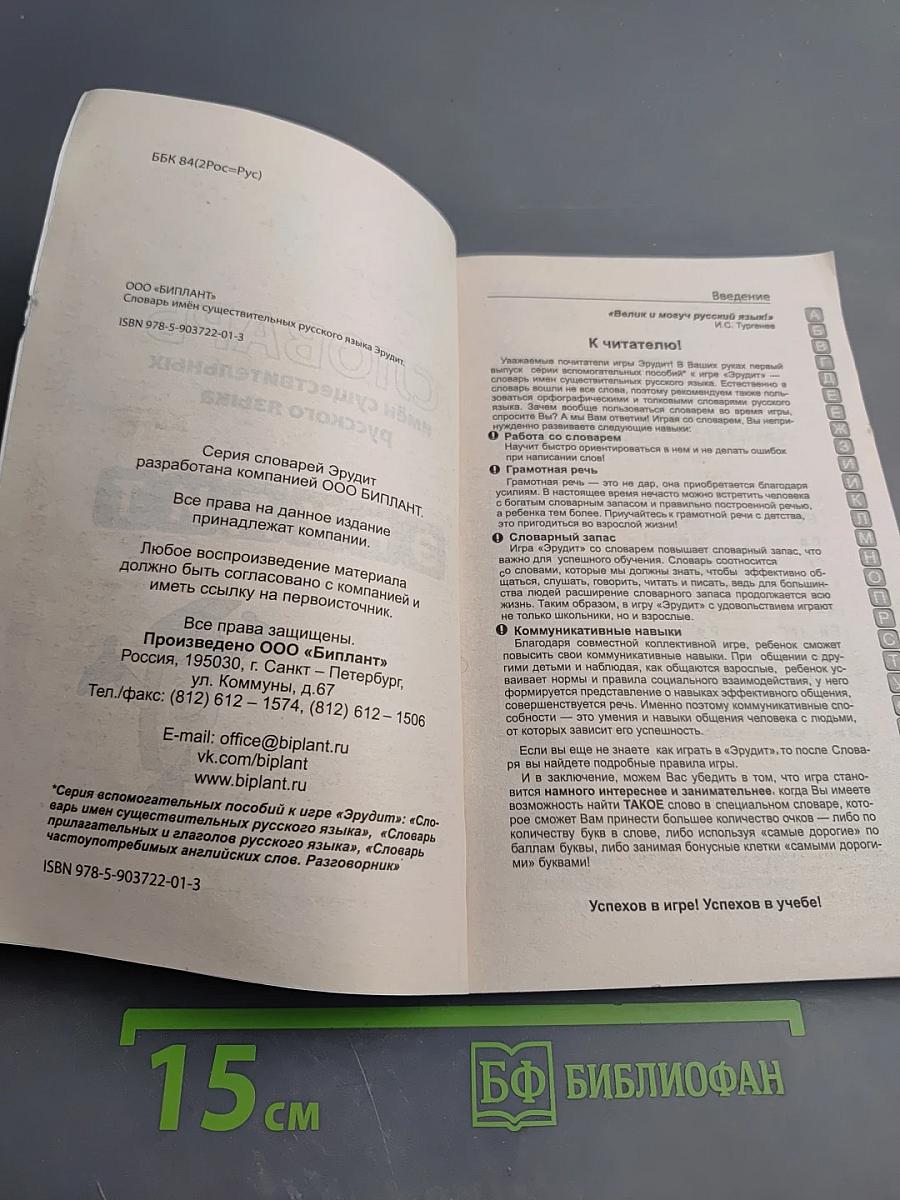 ББК 84(2Рос=Рус)
ООО «БИПЛАНТ»
Словарь имён существительных русского языка Эрудит.
ISBN 978-5-903722-01-3
Серия словарей Эрудит
разработана компанией ООО БИПЛАНТ.
Все права на данное издание
принадлежат компании.
Любое воспроизведение материала
должно быть согласовано с компанией и
иметь ссылку на первоисточник.
Все права защищены.
Произведено ООО «Биплант»
Россия, 195030, г. Санкт – Петербург,
ул. Коммуны, д.67
Тел./факс: (812) 612 – 1574, (812) 612 – 1506
E-mail: office@biplant.ru
vk.com/biplant
www.biplant.ru
*Серия вспомогательных пособий к игре «Эрудит»: «Сло-
варь имен существительных русского языка», «Словарь
прилагательных и глаголов русского языка», «Словарь
частоупотребимых английских слов. Разговорник»
ISBN 978-5-903722-01-3
Введение
«Велик и могуч русский язык!»
И.С. Тургенев
К читателю!
Уважаемые почитатели игры Эрудит! В Ваших руках первый
выпуск серии вспомогательных пособий* к игре «Эрудит» —
словарь имен существительных русского языка. Естественно в
словарь вошли не все слова, поэтому рекомендуем также поль-
зоваться орфографическими и толковыми словарями русского
языка. Зачем вообще пользоваться словарем во время игры,
спросите Вы? А мы Вам ответим! Играя со словарем, Вы непри-
нужденно развиваете следующие навыки:
Работа со словарем
Научит быстро ориентироваться в нем и не делать ошибок
при написании слов!
Грамотная речь
Грамотная речь — это не дар, она приобретается благодаря
усилиям. В настоящее время нечасто можно встретить человека
с богатым словарным запасом и правильно построенной речью,
а ребенка тем более. Приучайтесь к грамотной речи с детства,
это пригодиться во взрослой жизни!
Словарный запас
Игра «Эрудит» со словарем повышает словарный запас, что
важно для успешного обучения. Словарь соотносится
со словами, которые мы должны знать, чтобы эффективно об-
щаться, слушать, говорить, читать и писать, ведь для большин-
ства людей расширение словарного запаса продолжается всю
жизнь. Таким образом, в игру «Эрудит» с удовольствием играют
не только школьники, но и взрослые.
Коммуникативные навыки
Благодаря совместной коллективной игре, ребенок сможет
повысить свои коммуникативные навыки. При общении с дру-
гими детьми и наблюдая, как общаются взрослые, ребенок ус-
ваивает нормы и правила социального взаимодействия, у него
формируется представление о навыках эффективного общения,
совершенствуется речь. Именно поэтому коммуникативные спо-
собности — это умения и навыки общения человека с людьми,
от которых зависит его успешность.
Если вы еще не знаете как играть в «Эрудит», то после Слова-
ря вы найдете подробные правила игры.
И в заключение, можем Вас убедить в том, что игра стано-
вится намного интереснее и занимательнее, когда Вы имеете
возможность найти ТАКОЕ слово в специальном словаре, кото-
рое сможет Вам принести большее количество очков — либо по
количеству букв в слове, либо используя «самые дорогие» по
баллам буквы, либо занимая бонусные клетки «самыми дороги-
ми» буквами!
Успехов в игре! Успехов в учебе!
А
Б
В
Г
Д
Е
Ё
Ж
З
И
Й
К
Л
М
Н
О
П
Р
С
Т
15 см
БФ БИБЛИОФАН